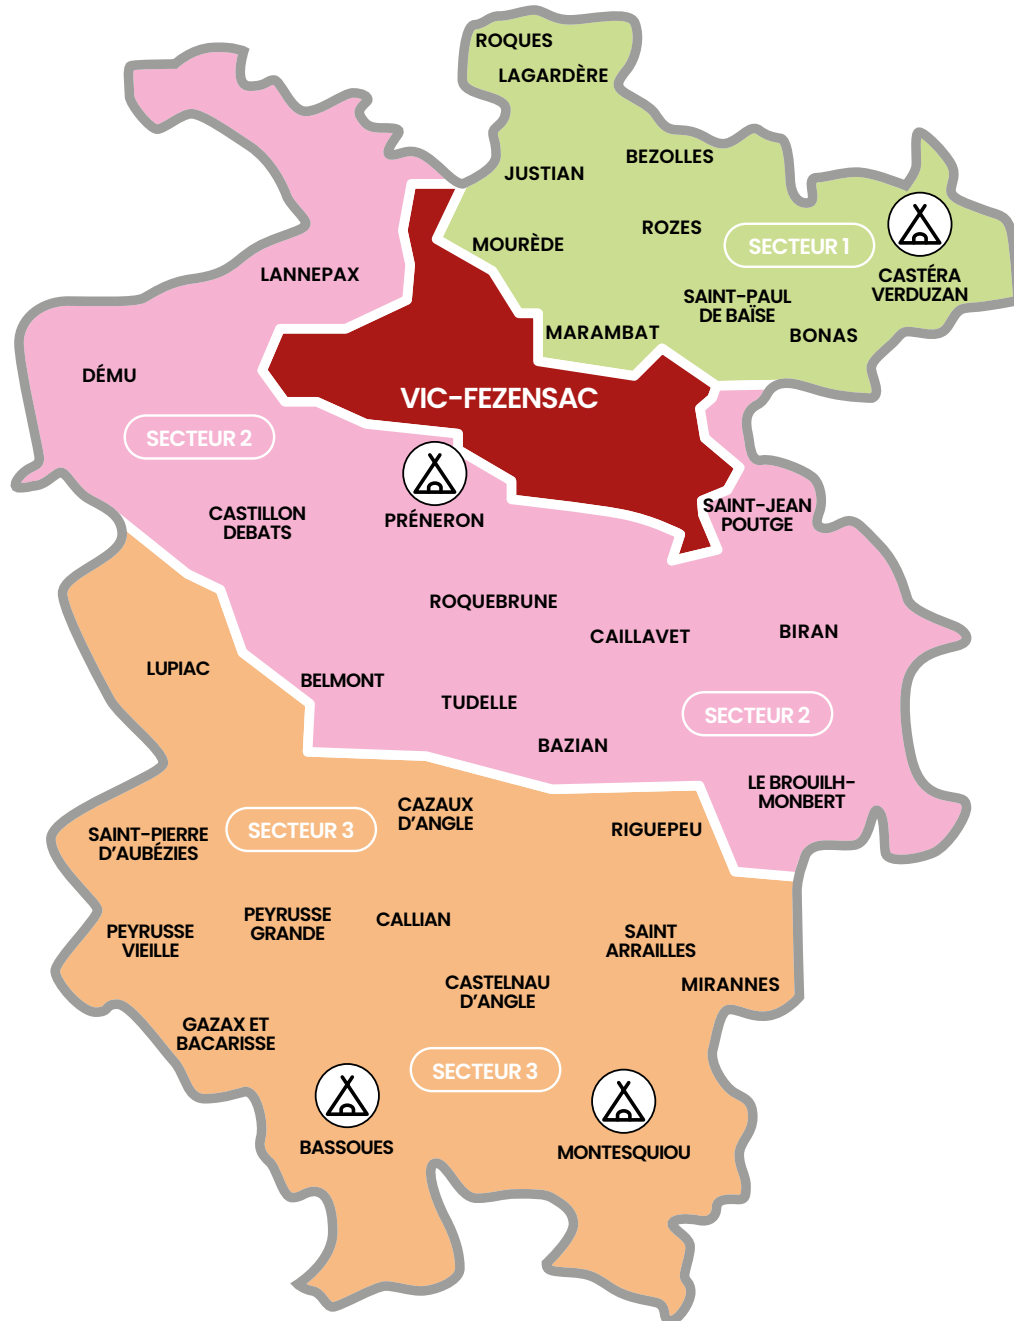 ROQUES
LAGARDÈRE
BEZOLLES
JUSTIAN
ROZES
MOURÈDE
SECTEUR 1
CASTÉRA
VERDUZAN
LANNEPAX
SAINT-PAUL
DE BAÏSE
MARAMBAT
BONAS
DÉMU
VIC-FEZENSAC
SECTEUR 2
CASTILLON
DEBATS
PRÉNERON
SAINT-JEAN
POUTGE
ROQUEBRUNE
CAILLAVET
BIRAN
LUPIAC
BELMONT
TUDELLE
SECTEUR 2
BAZIAN
LE BROUILH-
MONBERT
CAZAUX
D'ANGLE
SAINT-PIERRE
D'AUBÉZIES
SECTEUR 3
RIGUEPEU
PEYRUSSE
VIEILLE
PEYRUSSE
GRANDE
CALLIAN
SAINT
ARRAILLES
CASTELNAU
D'ANGLE
MIRANNES
GAZAX ET
BACARISSE
SECTEUR 3
BASSOUES
MONTESQUIOU